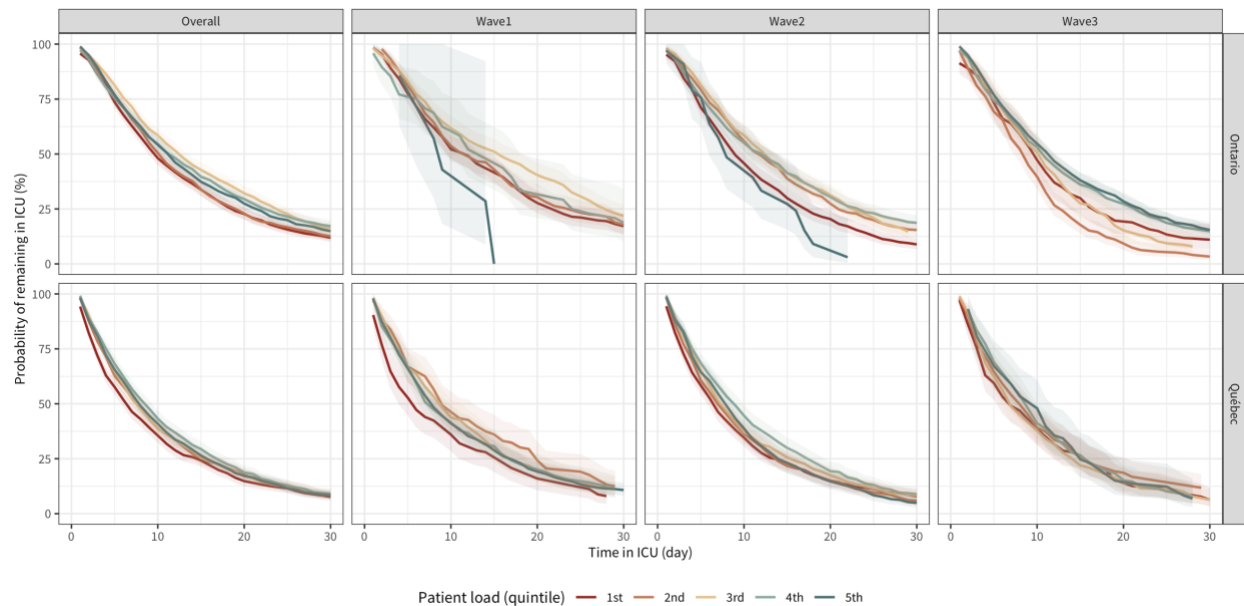 Overall Wave1 Wave2 Wave3
100
75
50
25
0
Ontario
100
75
50
25
0
Québec
Probability of remaining in ICU (%)
0 10 20 30 0 10 20 30 0 10 20 30 0 10 20 30
Time in ICU (day)
Patient load (quintile) 1st 2nd 3rd 4th 5th